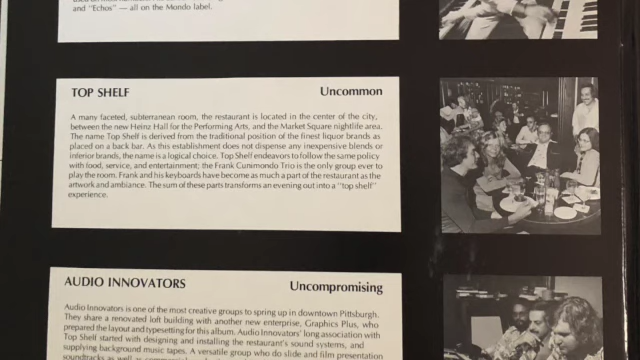 and "Echos" — all on the Mondo label.
TOP SHELF Uncommon
A many faceted, subterranean room, the restaurant is located in the center of the city,
between the new Heinz Hall for the Performing Arts, and the Market Square nightlife area.
The name Top Shelf is derived from the traditional position of the finest liquor brands as
placed on a back bar. As this establishment does not dispense any inexpensive blends or
inferior brands, the name is a logical choice. Top Shelf endeavors to follow the same policy
with food, service, and entertainment; the Frank Cunimondo Trio is the only group ever to
play the room. Frank and his keyboards have become as much a part of the restaurant as the
artwork and ambiance. The sum of these parts transforms an evening out into a "top shelf"
experience.
AUDIO INNOVATORS Uncompromising
Audio Innovators is one of the most creative groups to spring up in downtown Pittsburgh.
They share a renovated loft building with another new enterprise, Graphics Plus, who
prepared the layout and typesetting for this album. Audio Innovators' long association with
Top Shelf started with designing and installing the restaurant's sound systems, and
supplying background music tapes. A versatile group who do slide and film presentation
soundtracks as well as